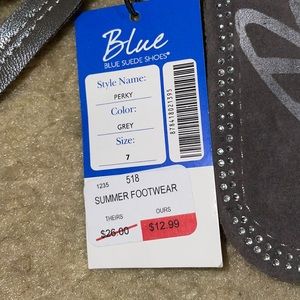 Blue
BLUE SUEDE SHOES®
Style Name:
PERKY
Color:
GREY
Size:
7
878418021395
1235
518
SUMMER FOOTWEAR
THEIRS
OURS
$26.00
$12.99